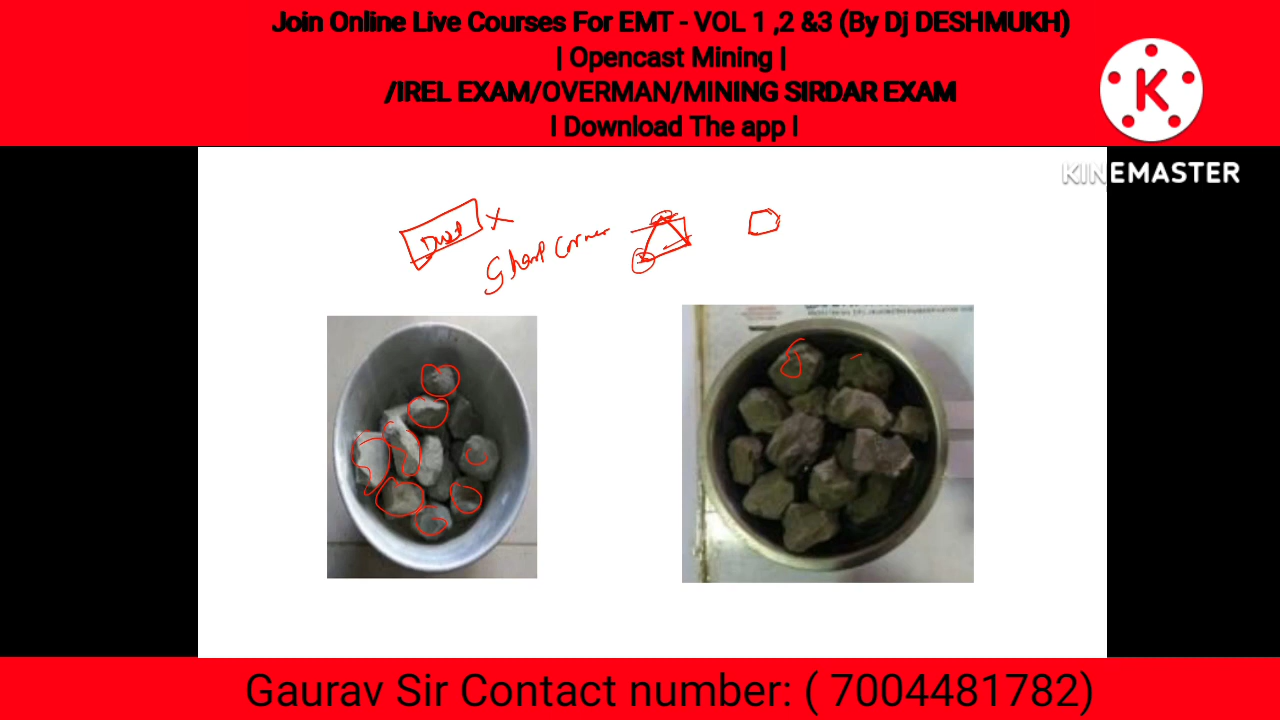 Join Online Live Courses For EMT - VOL 1 ,2 &3 (By Dj DESHMUKH)
| Opencast Mining |
/IREL EXAM/OVERMAN/MINING SIRDAR EXAM
| Download The app |
K
KINEMASTER
Dust
Corner
Gaurav Sir Contact number: ( 7004481782)